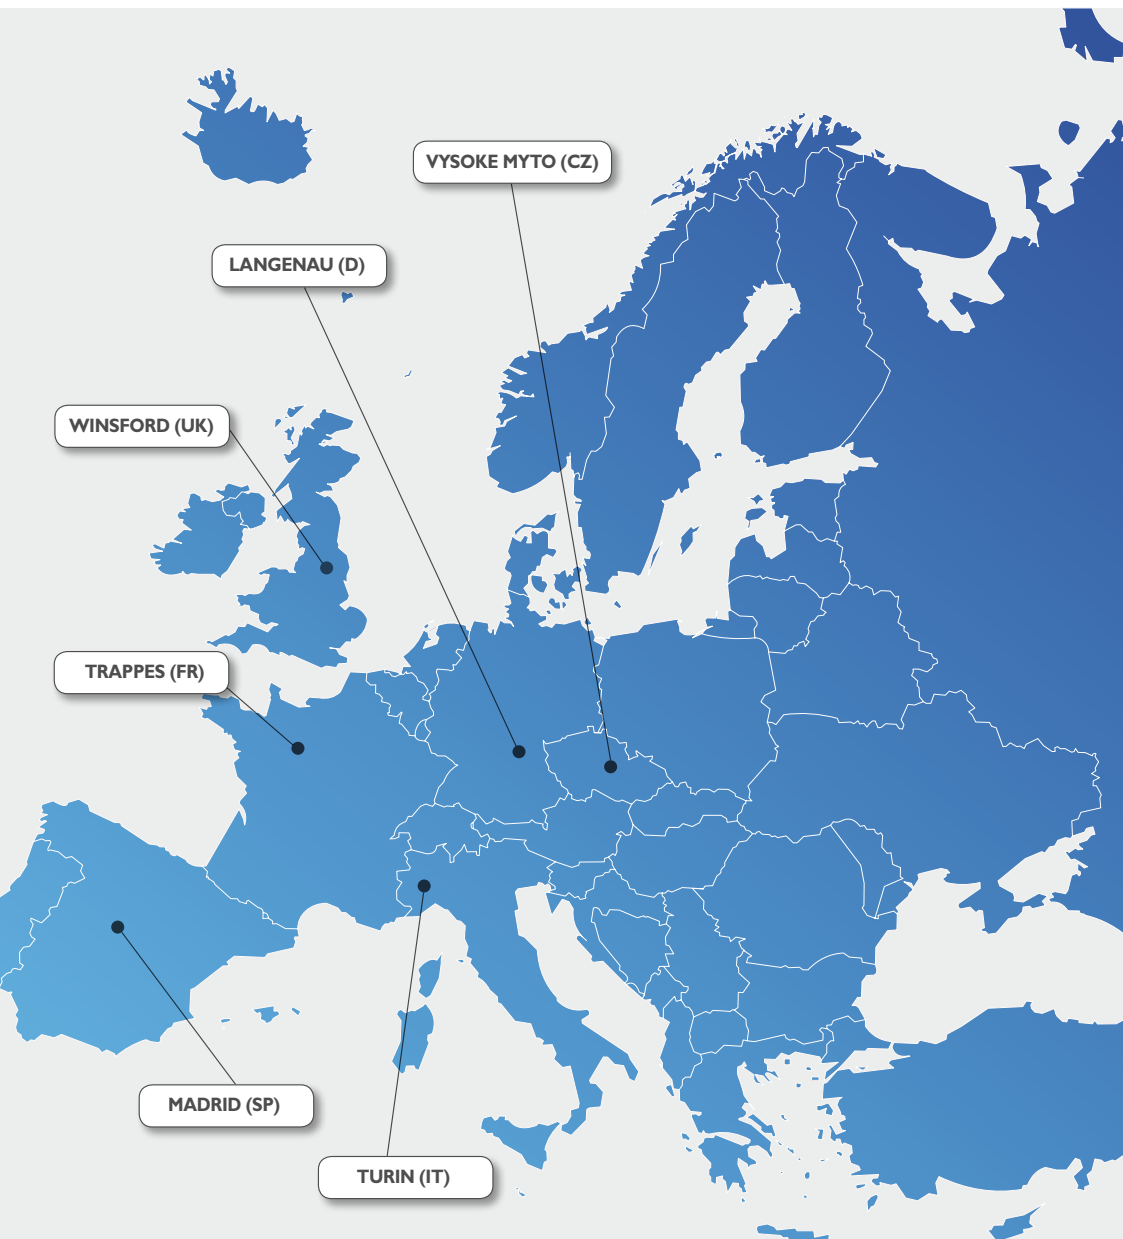 VYSOKE MYTO (CZ)
LANGENAU (D)
WINSFORD (UK)
TRAPPES (FR)
MADRID (SP)
TURIN (IT)